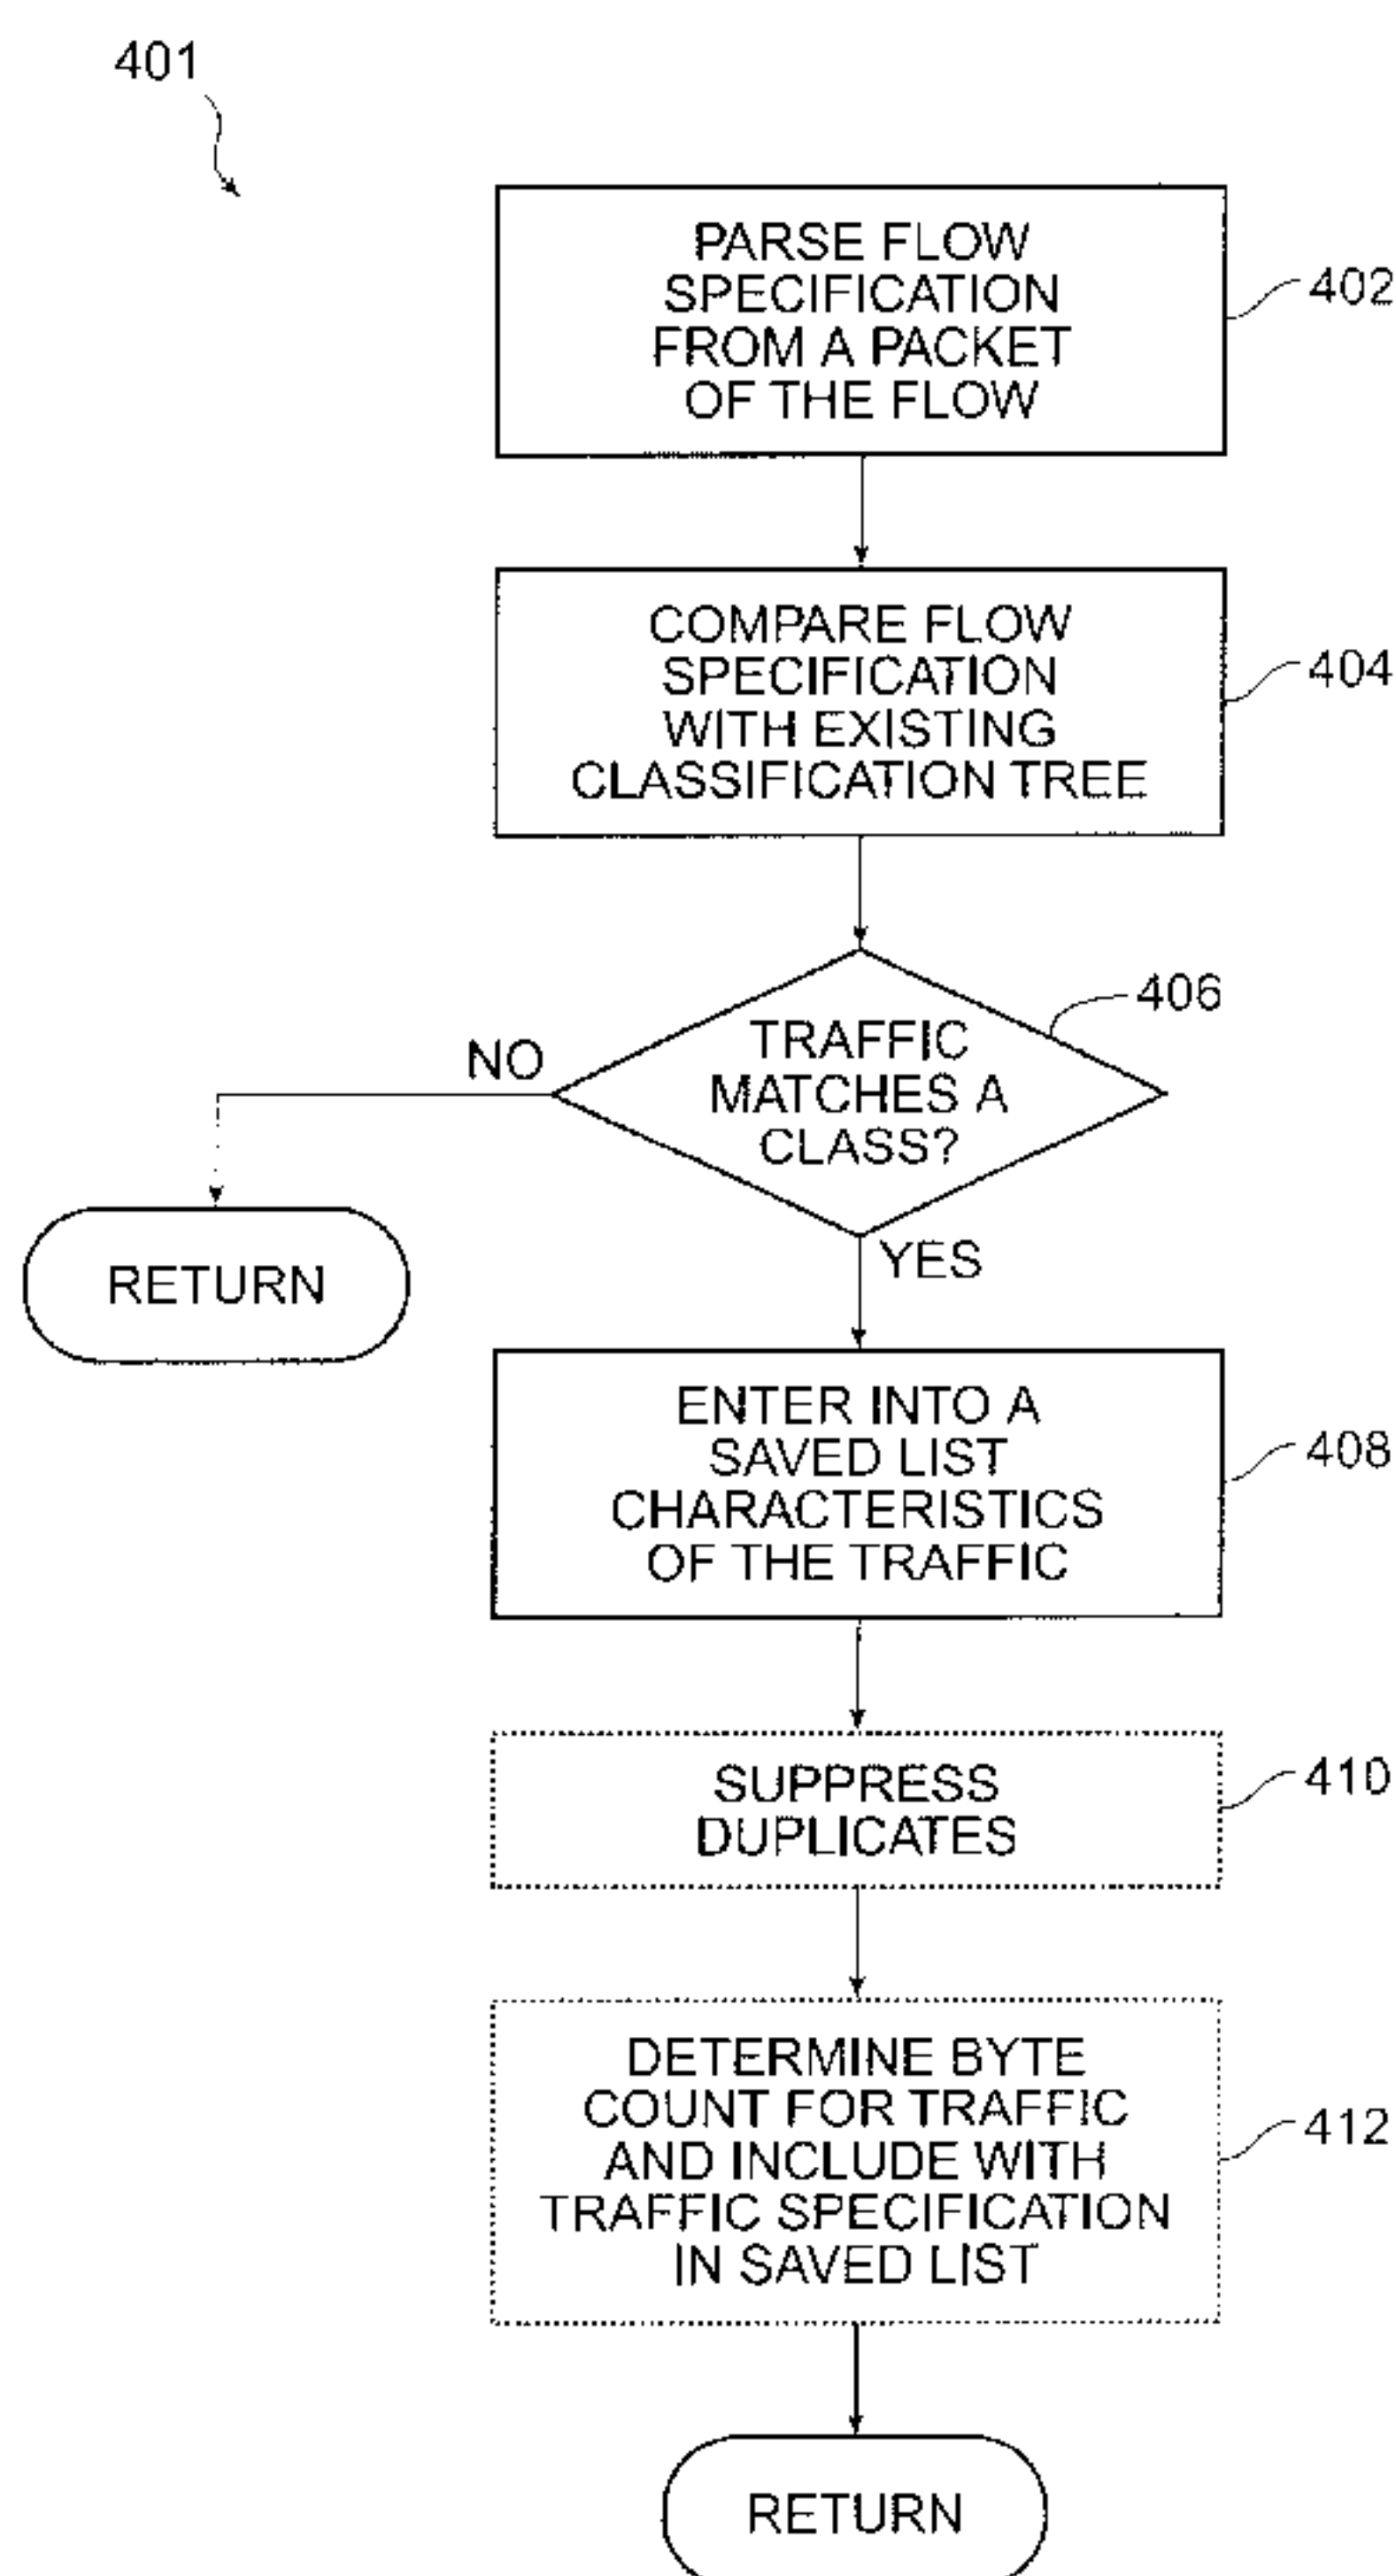 401
PARSE FLOW
SPECIFICATION
FROM A PACKET
OF THE FLOW
402
COMPARE FLOW
SPECIFICATION
WITH EXISTING
CLASSIFICATION TREE
404
406
TRAFFIC
MATCHES A
CLASS?
NO
YES
RETURN
ENTER INTO A
SAVED LIST
CHARACTERISTICS
OF THE TRAFFIC
408
SUPPRESS
DUPLICATES
410
DETERMINE BYTE
COUNT FOR TRAFFIC
AND INCLUDE WITH
TRAFFIC SPECIFICATION
IN SAVED LIST
412
RETURN